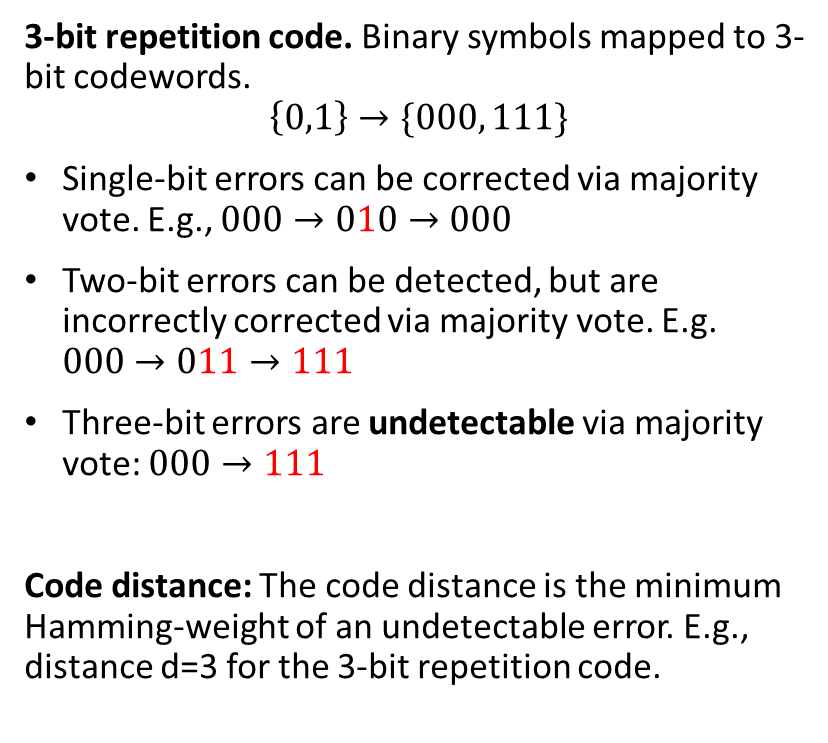 3-bit repetition code. Binary symbols mapped to 3-
bit codewords.
{0,1} → {000, 111}
• Single-bit errors can be corrected via majority
vote. E.g., 000 → 010 → 000
• Two-bit errors can be detected, but are
incorrectly corrected via majority vote. E.g.
000 → 011 → 111
• Three-bit errors are undetectable via majority
vote: 000 → 111
Code distance: The code distance is the minimum
Hamming-weight of an undetectable error. E.g.,
distance d=3 for the 3-bit repetition code.